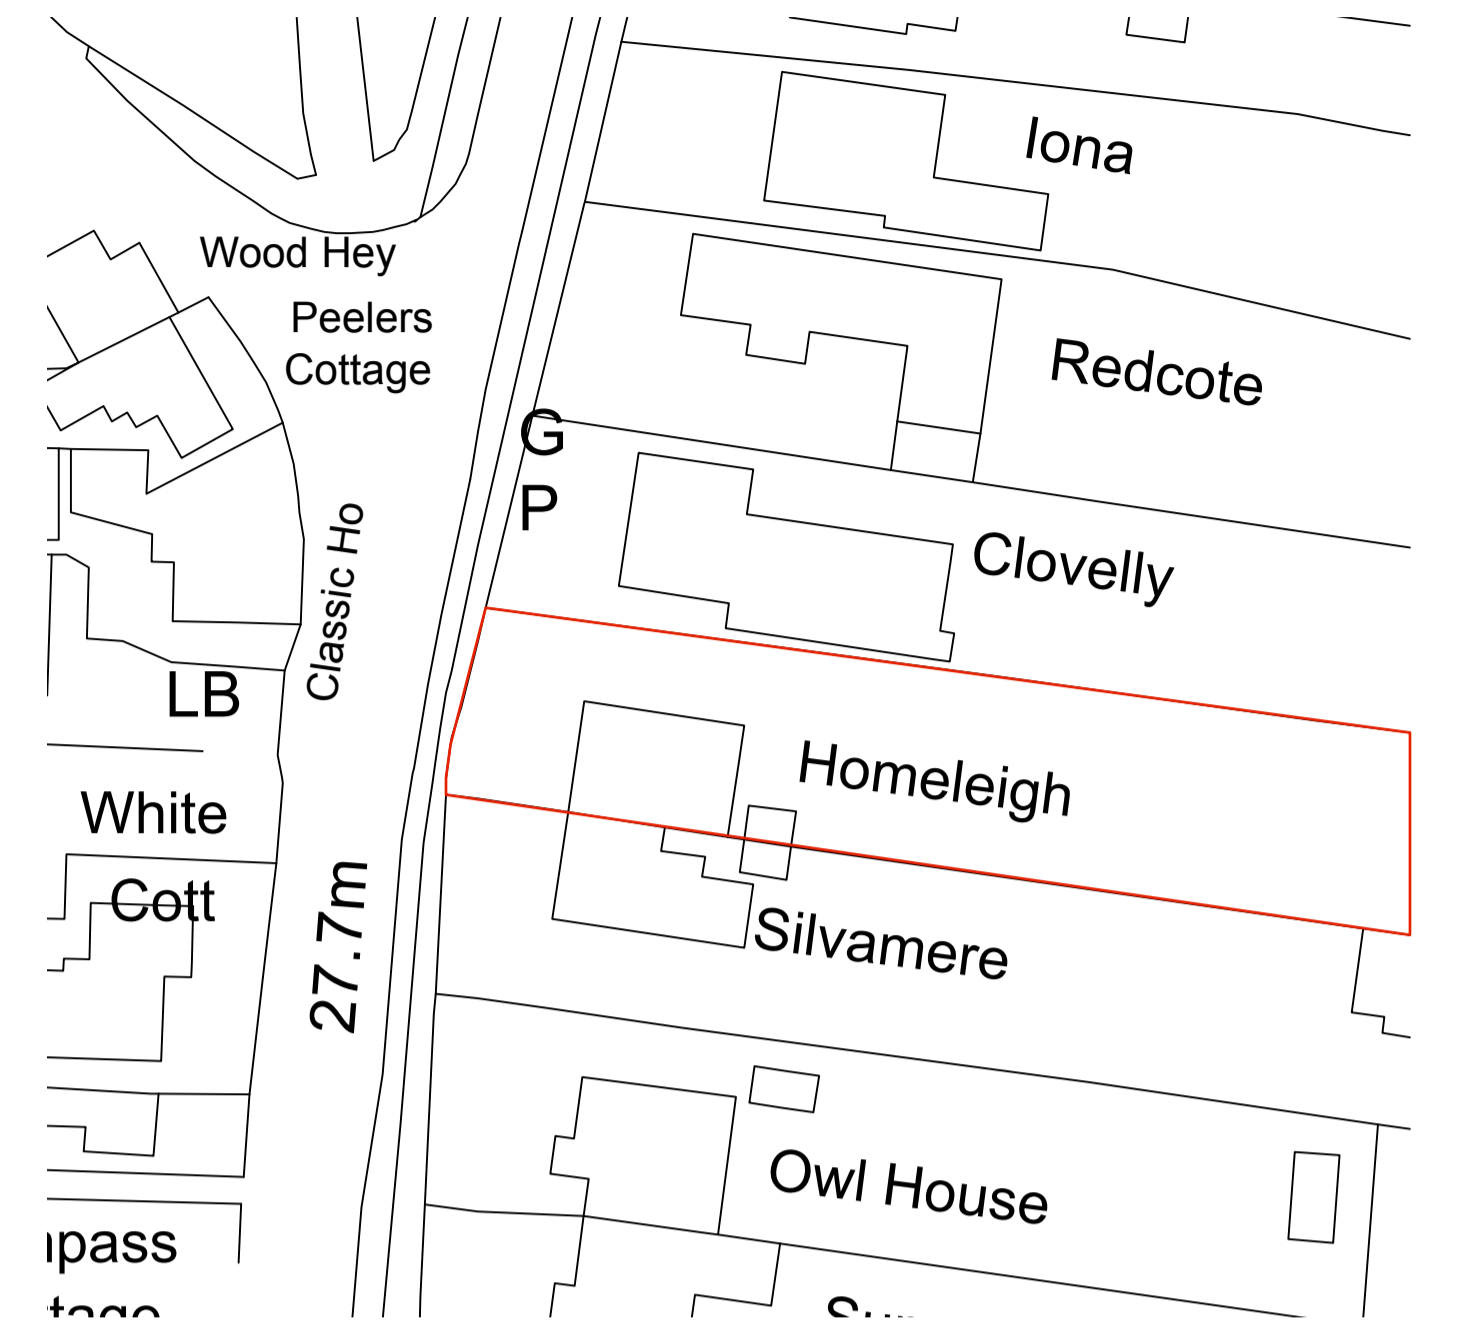 Iona
Wood Hey
Peelers
Cottage
Redcote
G
P
Clovelly
Classic Ho
LB
Homeleigh
White
Cott
27.7m
Silvamere
Owl House